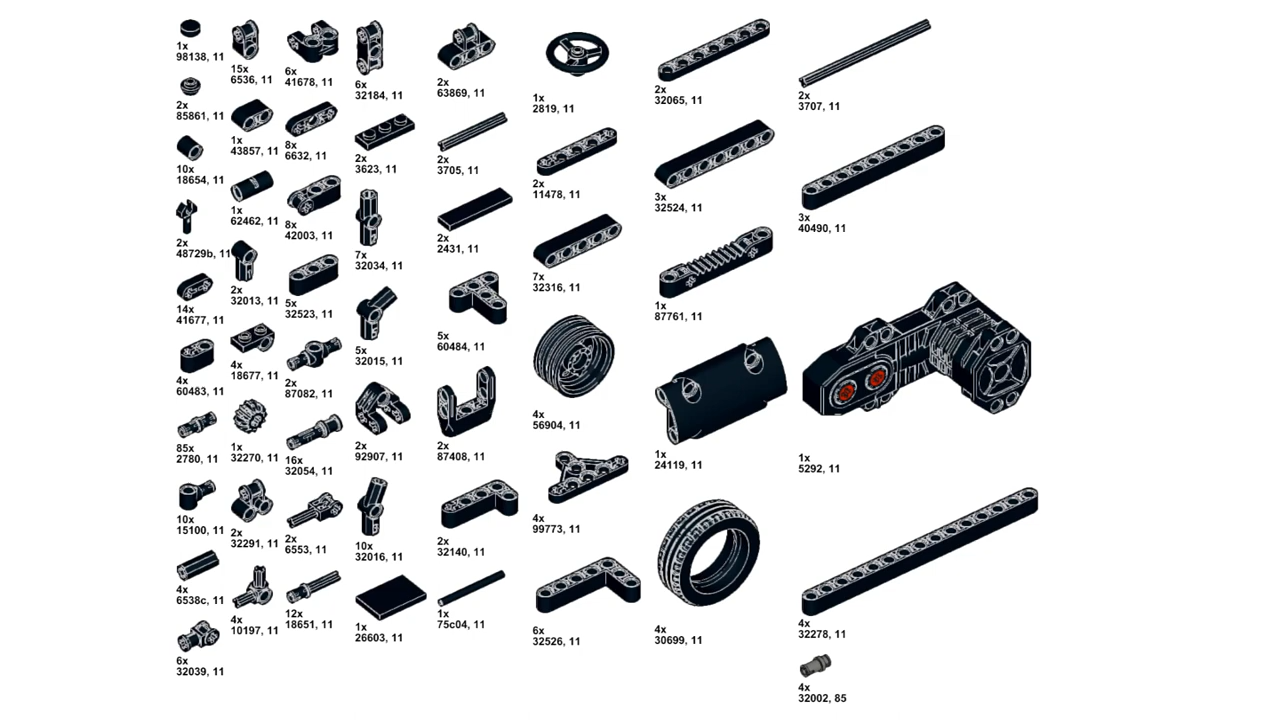 1x
98138, 11
2x
85861, 11
10x
18654, 11
2x
48729b, 11
14x
41677, 11
4x
60483, 11
85x
2780, 11
10x
15100, 11
4x
6538c, 11
6x
32039, 11
15x
6536, 11
1x
43857, 11
1x
62462, 11
2x
32013, 11
4x
18677, 11
1x
32270, 11
2x
32291, 11
4x
10197, 11
6x
41678, 11
8x
6632, 11
8x
42003, 11
5x
32523, 11
2x
87082, 11
16x
32054, 11
2x
6553, 11
12x
18651, 11
6x
32184, 11
2x
3623, 11
7x
32034, 11
5x
32015, 11
2x
92907, 11
10x
32016, 11
1x
26603, 11
2x
63869, 11
2x
3705, 11
2x
2431, 11
5x
60484, 11
2x
87408, 11
2x
32140, 11
1x
75c04, 11
1x
2819, 11
2x
11478, 11
7x
32316, 11
4x
56904, 11
4x
99773, 11
6x
32526, 11
2x
32065, 11
3x
32524, 11
1x
87761, 11
1x
24119, 11
4x
30699, 11
2x
3707, 11
3x
40490, 11
1x
5292, 11
4x
32278, 11
4x
32002, 85